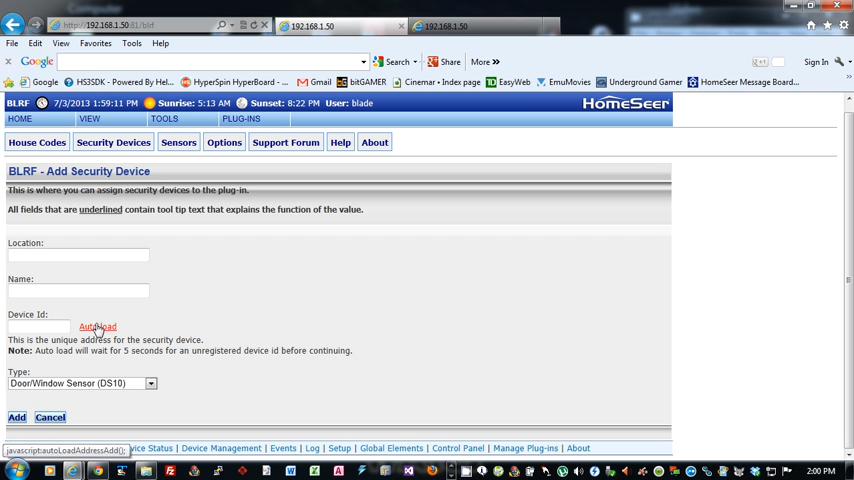 Computer
http://192.168.1.50:81/blrf
192.168.1.50
192.168.1.50
File Edit View Favorites Tools Help
Google Search Share More » Sign In
Google HS3SDK - Powered By Hel... HyperSpin HyperBoard - ... Gmail bitGAMER Cinemar • Index page EasyWeb EmuMovies Underground Gamer HomeSeer Message Board...
BLRF 7/3/2013 1:59:11 PM Sunrise: 5:13 AM Sunset: 8:22 PM User: blade HOMESEER
HOME VIEW TOOLS PLUG-INS
House Codes Security Devices Sensors Options Support Forum Help About
BLRF - Add Security Device
This is where you can assign security devices to the plug-in.
All fields that are underlined contain tool tip text that explains the function of the value.
Location:
Name:
Device Id:
Auto load
This is the unique address for the security device.
Note: Auto load will wait for 5 seconds for an unregistered device id before continuing.
Type:
Door/Window Sensor (DS10)
Add Cancel
javascript:autoLoadAddressAdd(); vice Status | Device Management | Events | Log | Setup | Global Elements | Control Panel | Manage Plug-ins | About
2:00 PM